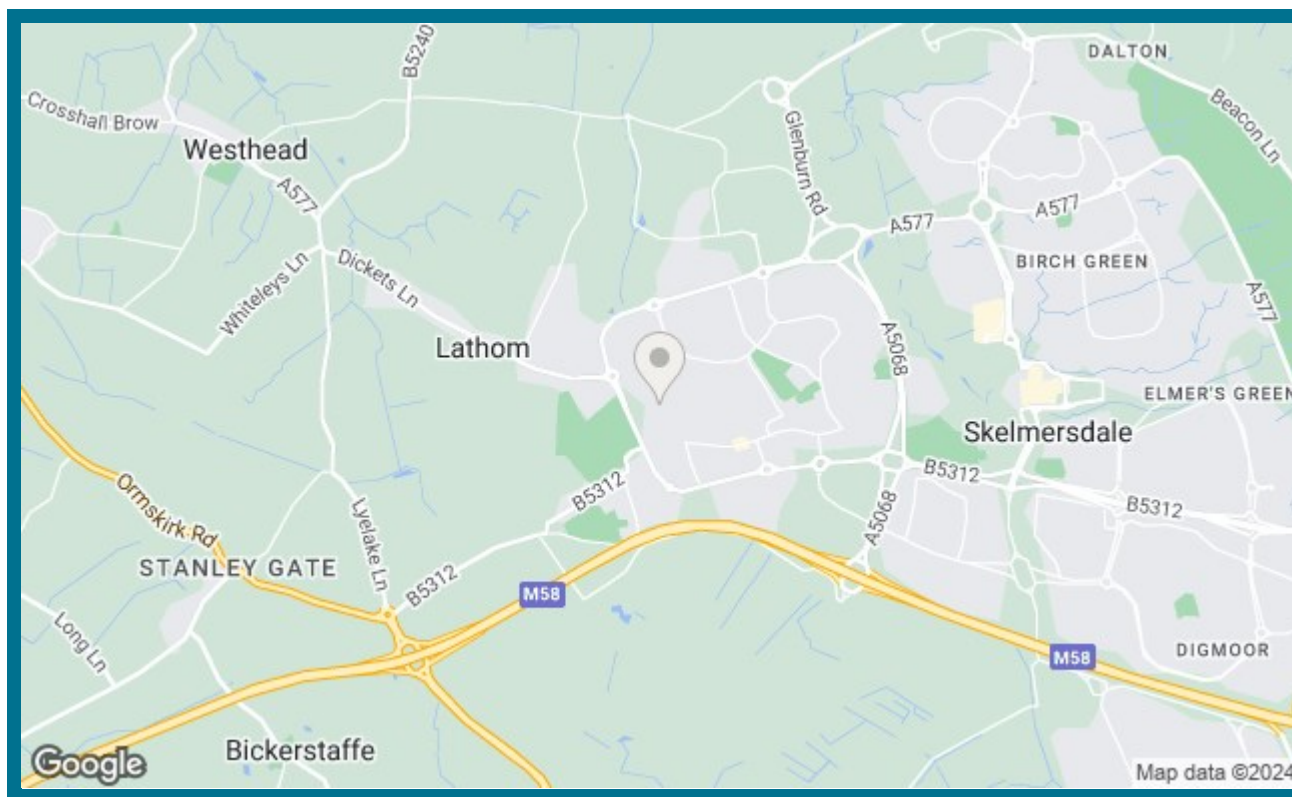 DALTON
B5240
Crosshall Brow
Beacon Ln
Westhead
Glenburn Rd
A577
A577
A577
Dickets Ln
Whiteleys Ln
BIRCH GREEN
A577
Lathom
A5068
ELMER'S GREEN
Skelmersdale
B5312
B5312
B5312
A5068
Ormskirk Rd
Lyelake Ln
STANLEY GATE
B5312
M58
Long Ln
M58
DIGMOOR
Bickerstaffe
Google
Map data ©2024